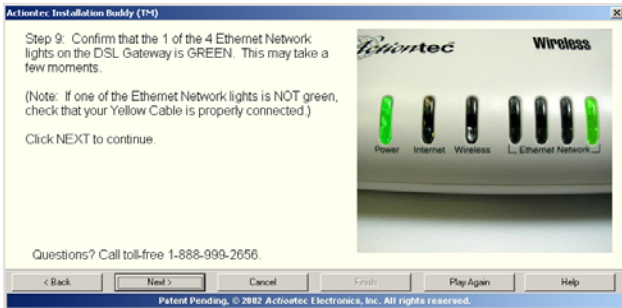 Actiontec Installation Buddy (TM)
Step 9: Confirm that the 1 of the 4 Ethernet Network
lights on the DSL Gateway is GREEN. This may take a
few moments.
(Note: If one of the Ethernet Network lights is NOT green,
check that your Yellow Cable is properly connected.)
Click NEXT to continue.
Questions? Call toll-free 1-888-999-2656.
Actiontec Wireless
Power Internet Wireless Ethernet Network
< Back Next > Cancel Finish Play Again Help
Patent Pending, © 2002 Actiontec Electronics, Inc. All rights reserved.